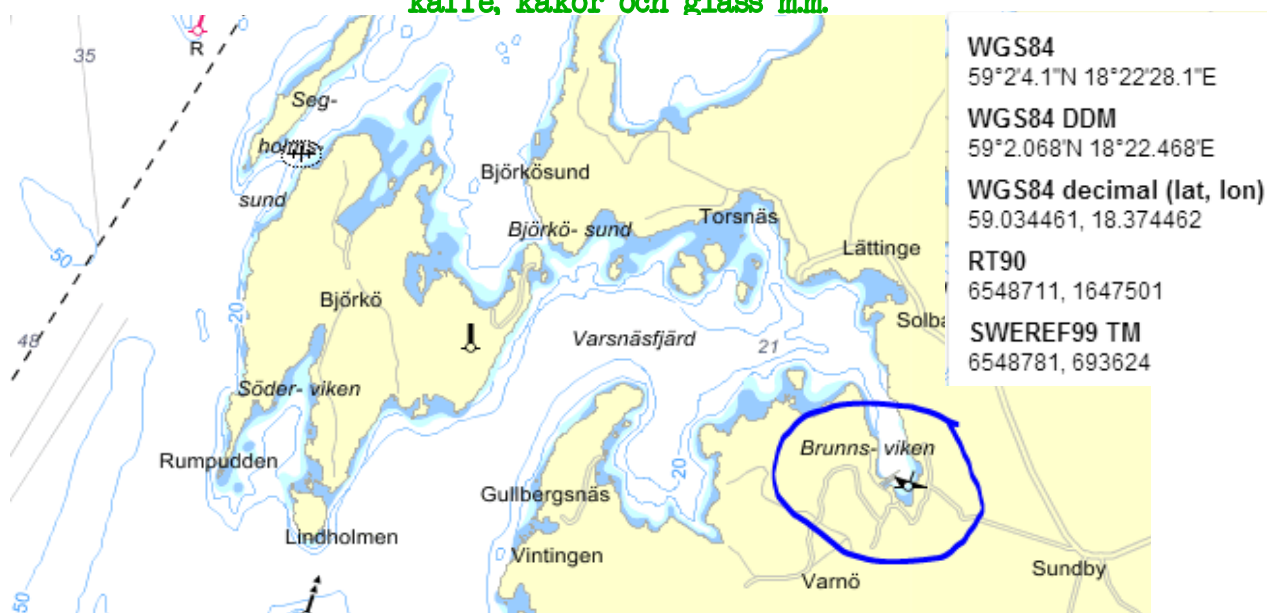 kaffe, kakor och glass m.m.
35
R
Seg-
holms-
sund
50
48
20
Björkösund
Björkö- sund
Torsnäs
Lättinge
Björkö
Varsnäsfjärd
21
Söder- viken
Rumpudden
Lindholmen
50
Gullbergsnäs
20
Vintingen
Brunns- viken
Varnö
Sundby
WGS84
59°2'4.1"N 18°22'28.1"E
WGS84 DDM
59°2.068'N 18°22.468'E
WGS84 decimal (lat, lon)
59.034461, 18.374462
RT90
6548711, 1647501
SWEREF99 TM
6548781, 693624